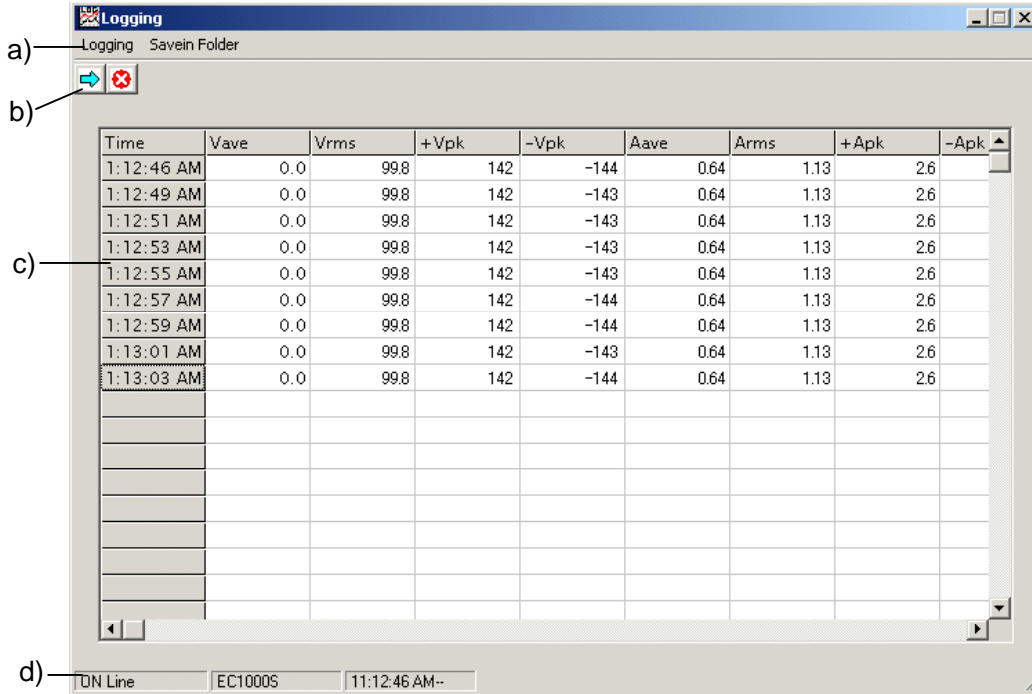 Logging
a) Logging Savein Folder
b)
Time Vave Vrms +Vpk -Vpk Aave Arms +Apk -Apk
1:12:46 AM 0.0 99.8 142 -144 0.64 1.13 2.6
1:12:49 AM 0.0 99.8 142 -143 0.64 1.13 2.6
1:12:51 AM 0.0 99.8 142 -143 0.64 1.13 2.6
1:12:53 AM 0.0 99.8 142 -143 0.64 1.13 2.6
c) 1:12:55 AM 0.0 99.8 142 -143 0.64 1.13 2.6
1:12:57 AM 0.0 99.8 142 -144 0.64 1.13 2.6
1:12:59 AM 0.0 99.8 142 -144 0.64 1.13 2.6
1:13:01 AM 0.0 99.8 142 -143 0.64 1.13 2.6
1:13:03 AM 0.0 99.8 142 -144 0.64 1.13 2.6
d) ON Line EC1000S 11:12:46 AM--